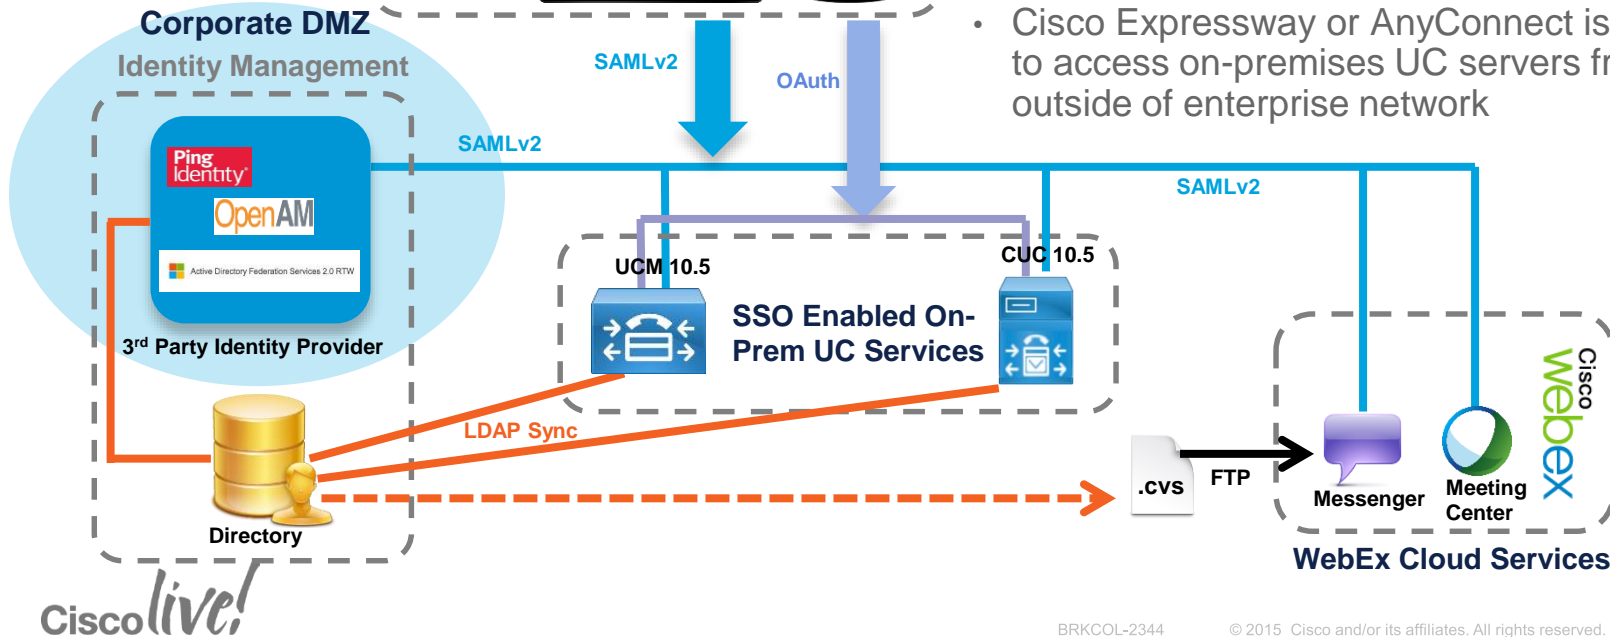 Corporate DMZ
Identity Management
SAMLv2
OAuth
• Cisco Expressway or AnyConnect is
to access on-premises UC servers
outside of enterprise network
Ping
Identity
SAMLv2
SAMLv2
OpenAM
Active Directory Federation Services 2.0 RTW
3rd Party Identity Provider
UCM 10.5
CUC 10.5
SSO Enabled On-
Prem UC Services
LDAP Sync
Directory
.cvs
FTP
Messenger
Meeting
Center
Cisco
webex
WebEx Cloud Services
Cisco live!
BRKCOL-2344
© 2015 Cisco and/or its affiliates. All rights reserved.